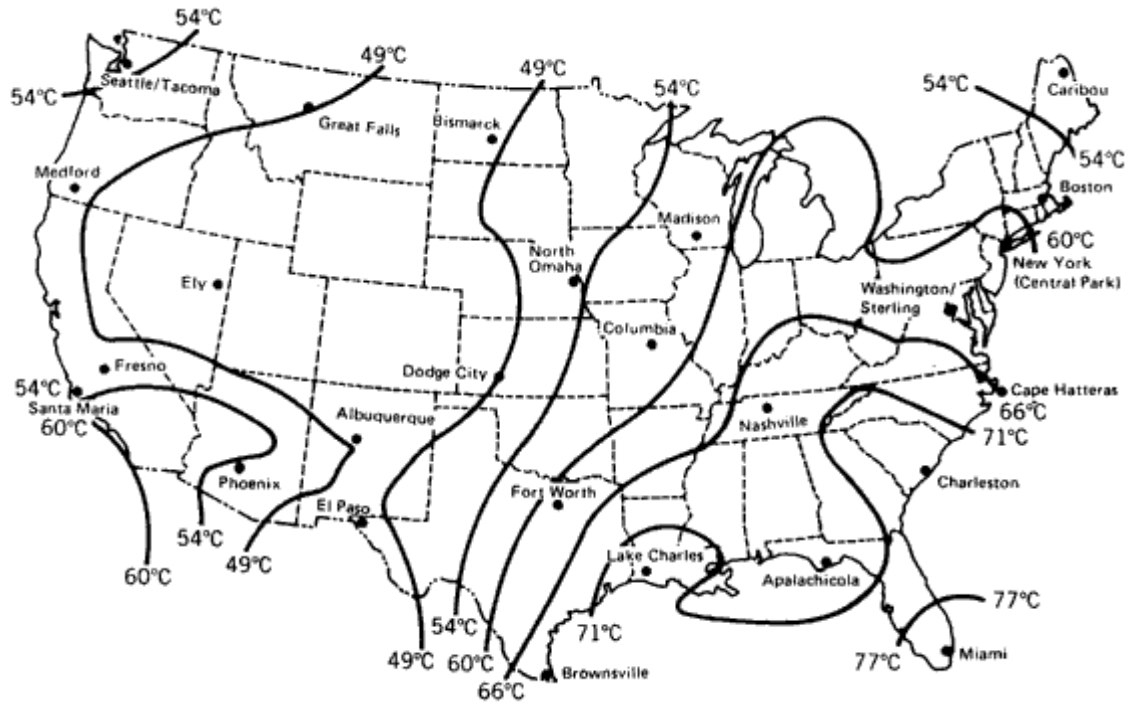 54°C
49°C
49°C
54°C
54°C
Caribou
Seattle/Tacoma
54°C
Great Falls
Bismarck
54°C
Medford
Boston
Madison
60°C
North
Omaha
New York
(Central Park)
Ely
Washington/
Sterling
Columbia
Fresno
Dodge City
54°C
Santa Maria
60°C
Albuquerque
Nashville
Cape Hatteras
66°C
71°C
Phoenix
Fort Worth
Charleston
El Paso
54°C
49°C
60°C
Lake Charles
Apalachicola
77°C
54°C
71°C
49°C
60°C
66°C
Brownsville
77°C
Miami